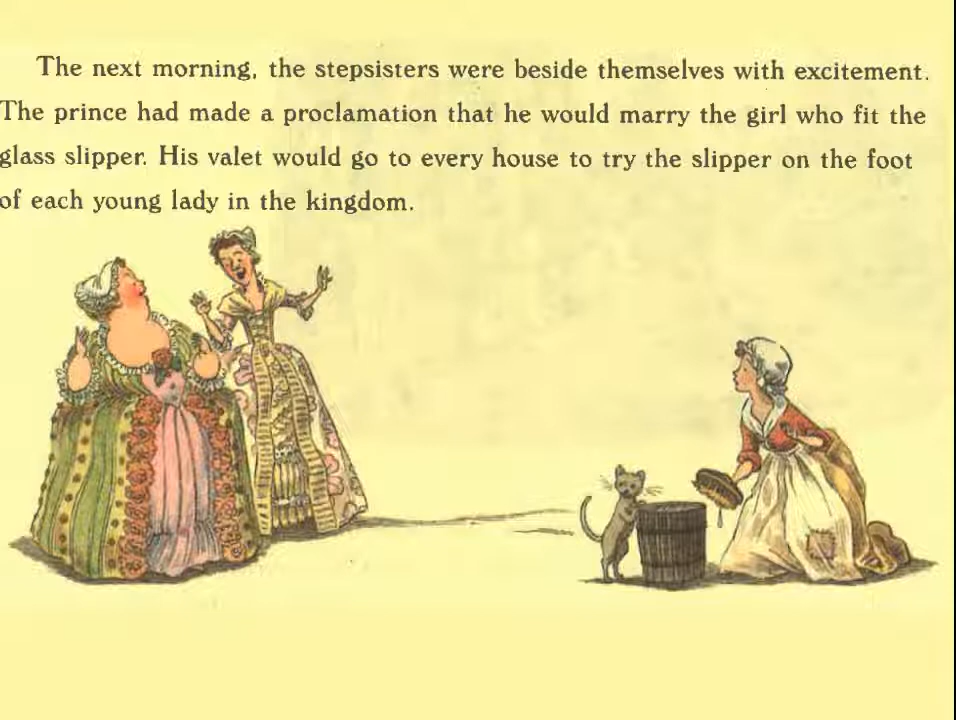 The next morning, the stepsisters were beside themselves with excitement.
The prince had made a proclamation that he would marry the girl who fit the
glass slipper. His valet would go to every house to try the slipper on the foot
of each young lady in the kingdom.